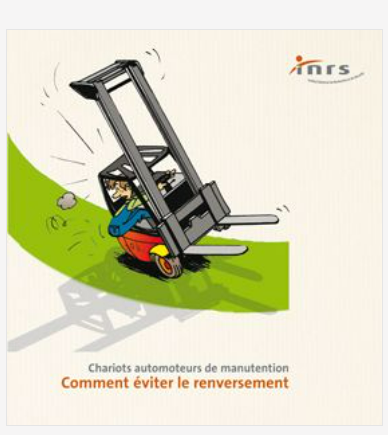 inrs
Chariots automoteurs de manutention
Comment éviter le renversement